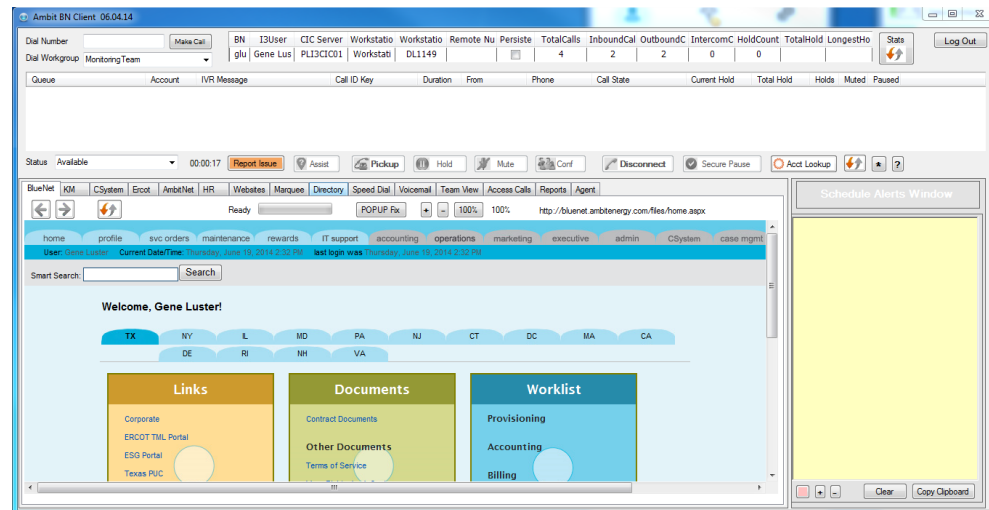 Ambit BN Client 06.04.14
Dial Number Make Call BN I3User CIC Server Workstatio Workstatio Remote Nu Persiste TotalCalls InboundCal OutboundC IntercomC HoldCount TotalHold LongestHo Stats Log Out
Dial Workgroup MonitoringTeam glu Gene Lus PLI3CIC01 Workstati DL1149 4 2 2 0 0
Queue Account IVR Message Call ID Key Duration From Phone Call State Current Hold Total Hold Holds Muted Paused
Status Available 00:00:17 Report Issue Assist Pickup Hold Mute Conf Disconnect Secure Pause Acct Lookup * ?
BlueNet KM CSystem Ercot AmbitNet HR Websites Marquee Directory Speed Dial Voicemail Team View Access Calls Reports Agent
Schedule Alerts Window
Ready POPUP Fix + - 100% 100% http://bluenet.ambitenergy.com/files/home.aspx
home profile svc orders maintenance rewards IT support accounting operations marketing executive admin CSystem case mgmt
User: Gene Luster Current Date/Time: Thursday, June 19, 2014 2:32 PM last login was Thursday, June 19, 2014 2:32 PM
Smart Search: Search
Welcome, Gene Luster!
TX NY IL MD PA NJ CT DC MA CA
DE RI NH VA
Links Documents Worklist
Corporate Contract Documents Provisioning
ERCOT TML Portal
Other Documents Accounting
ESG Portal
Terms of Service
Texas PUC Billing
+ - Clear Copy Clipboard